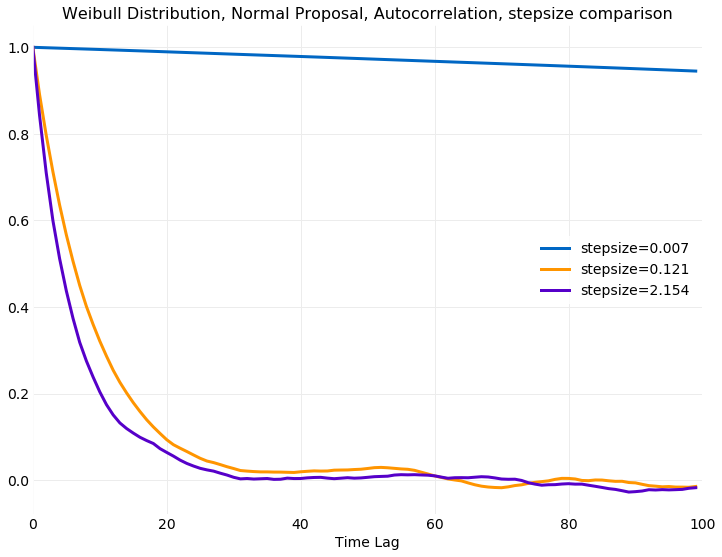 Weibull Distribution, Normal Proposal, Autocorrelation, stepsize comparison
1.0
0.8
0.6
0.4
0.2
0.0
stepsize=0.007
stepsize=0.121
stepsize=2.154
0 20 40 60 80 100
Time Lag